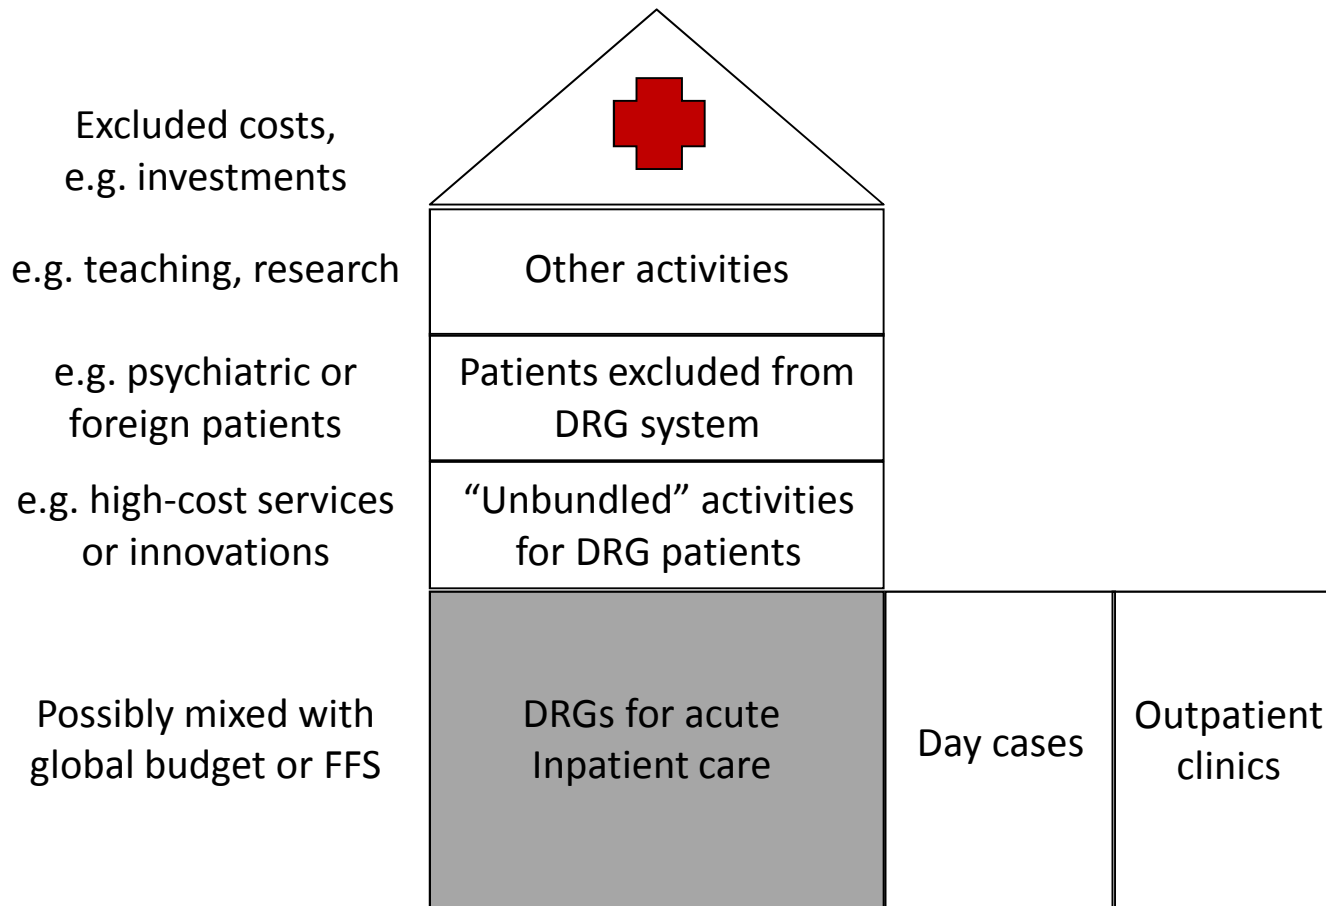 Excluded costs,
e.g. investments
e.g. teaching, research
Other activities
e.g. psychiatric or
foreign patients
Patients excluded from
DRG system
e.g. high-cost services
or innovations
“Unbundled” activities
for DRG patients
Possibly mixed with
global budget or FFS
DRGs for acute
Inpatient care
Day cases
Outpatient
clinics